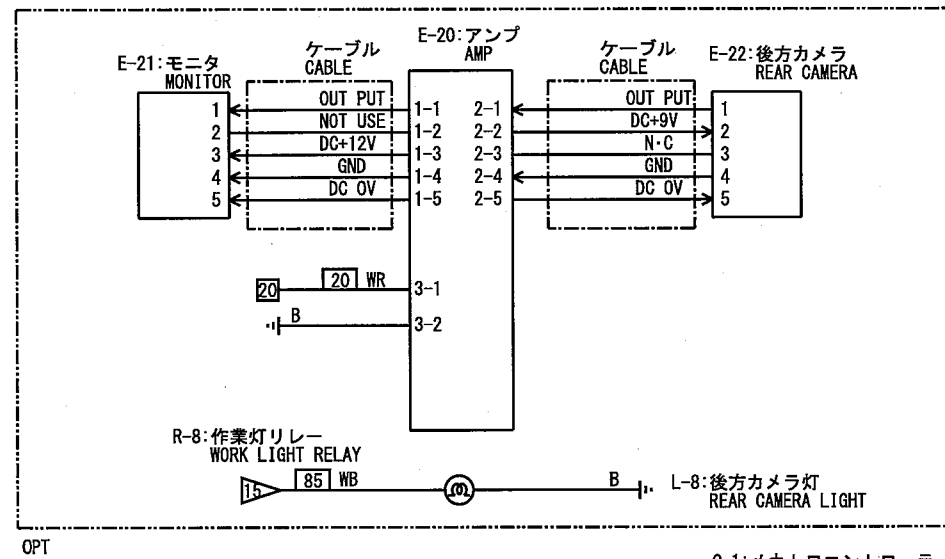 E-20:アンプ
AMP
E-21:モニタ
MONITOR
ケーブル
CABLE
ケーブル
CABLE
E-22:後方カメラ
REAR CAMERA
1 OUT PUT 1-1 2-1 OUT PUT 1
2 NOT USE 1-2 2-2 DC+9V 2
3 DC+12V 1-3 2-3 N·C 3
4 GND 1-4 2-4 GND 4
5 DC 0V 1-5 2-5 DC 0V 5
20 20 WR 3-1
B 3-2
R-8:作業灯リレー
WORK LIGHT RELAY
15 85 WB B L-8:後方カメラ灯
REAR CAMERA LIGHT
OPT